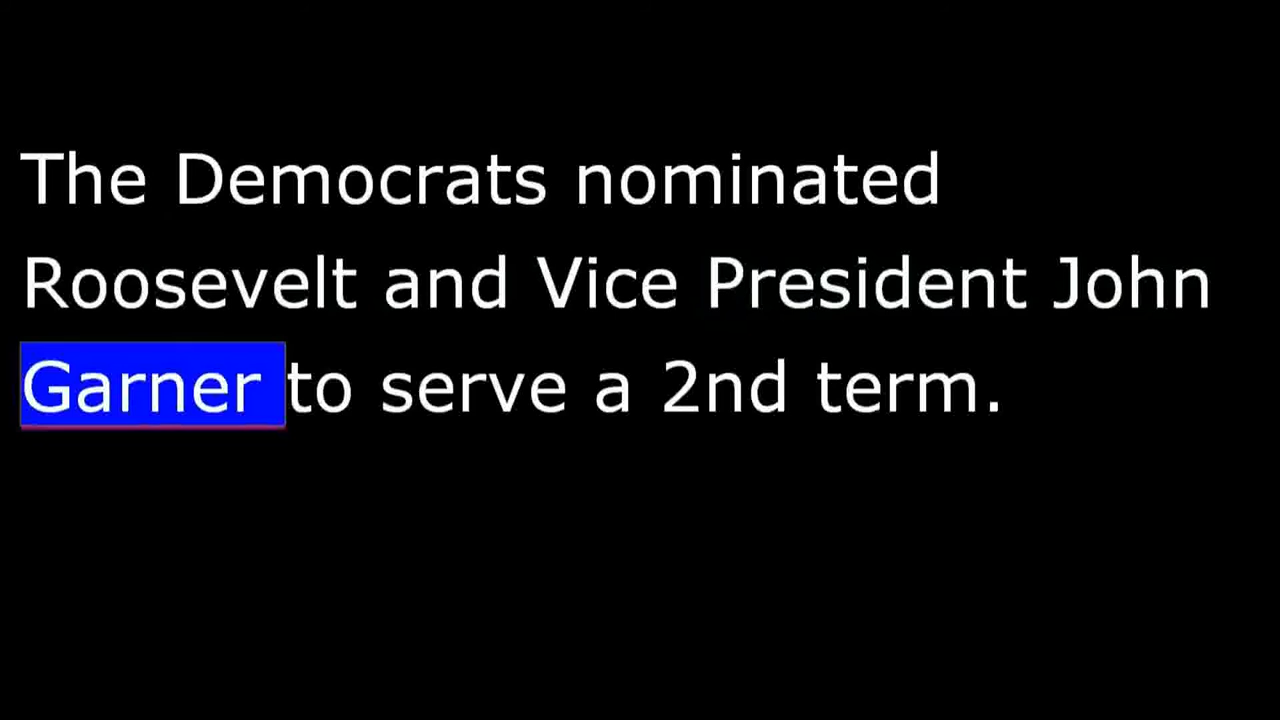 The Democrats nominated
Roosevelt and Vice President John
Garner to serve a 2nd term.